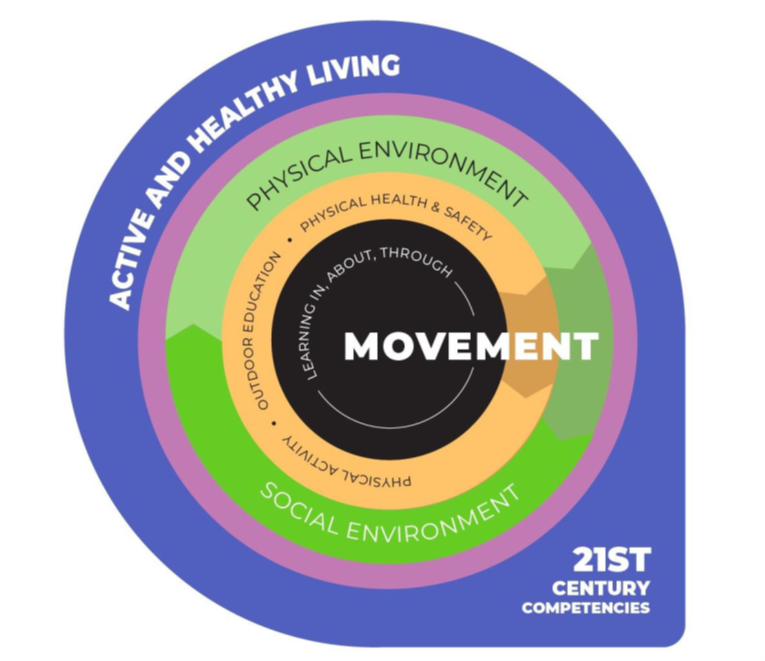 ACTIVE AND HEALTHY LIVING
PHYSICAL ENVIRONMENT
PHYSICAL HEALTH & SAFETY
OUTDOOR EDUCATION
PHYSICAL ACTIVITY
LEARNING IN, ABOUT, THROUGH
MOVEMENT
SOCIAL ENVIRONMENT
21ST
CENTURY
COMPETENCIES